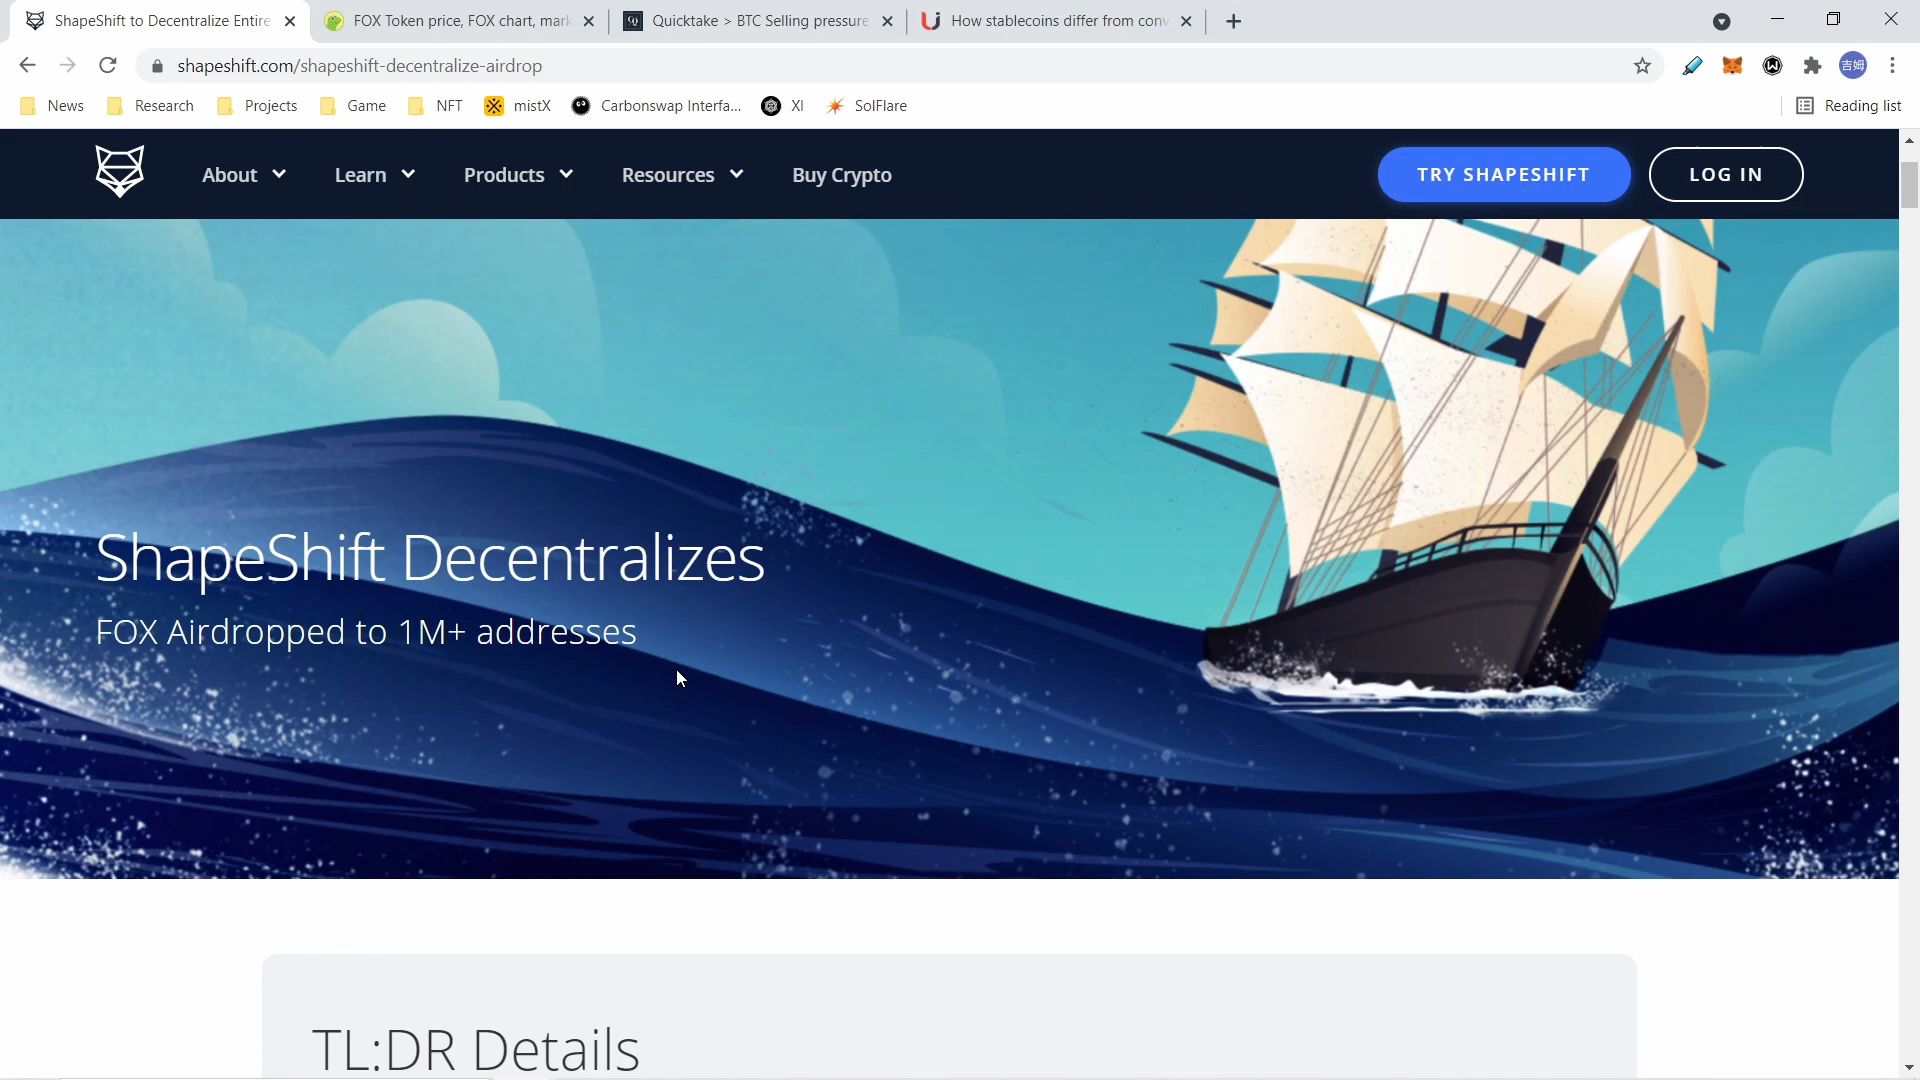 ShapeShift to Decentralize Entire
FOX Token price, FOX chart, mark
Quicktake > BTC Selling pressure
How stablecoins differ from conv
shapeshift.com/shapeshift-decentralize-airdrop
吉姆
News
Research
Projects
Game
NFT
mistX
Carbonswap Interfa...
XI
SolFlare
Reading list
About
Learn
Products
Resources
Buy Crypto
TRY SHAPESHIFT
LOG IN
ShapeShift Decentralizes
FOX Airdropped to 1M+ addresses
TL:DR Details